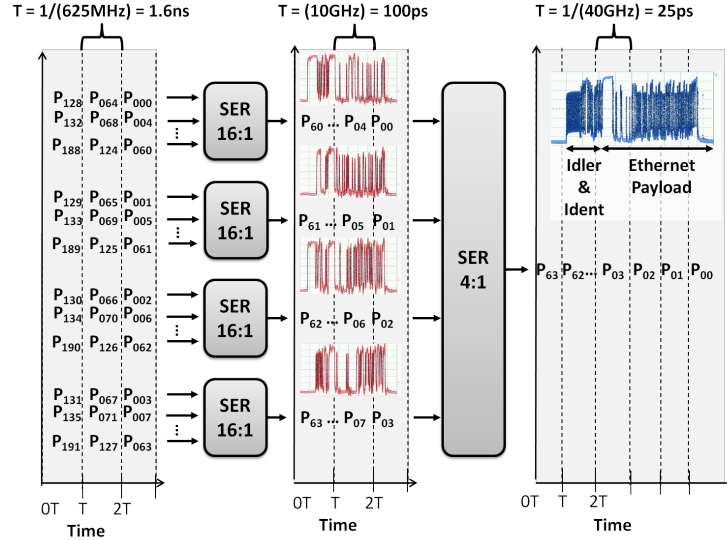 T = 1/(625MHz) = 1.6ns
T = (10GHz) = 100ps
T = 1/(40GHz) = 25ps
P128 P064 P000
P132 P068 P004
...
P188 P124 P060
SER
16:1
P129 P065 P001
P133 P069 P005
...
P189 P125 P061
SER
16:1
P130 P066 P002
P134 P070 P006
...
P190 P126 P062
SER
16:1
P131 P067 P003
P135 P071 P007
...
P191 P127 P063
SER
16:1
0T T 2T
Time
P60 ... P04 P00
P61 ... P05 P01
P62 ... P06 P02
P63 ... P07 P03
0T T 2T
Time
SER
4:1
Idler
&
Ident
Ethernet
Payload
P63 P62... P03 P02 P01 P00
0T T 2T
Time